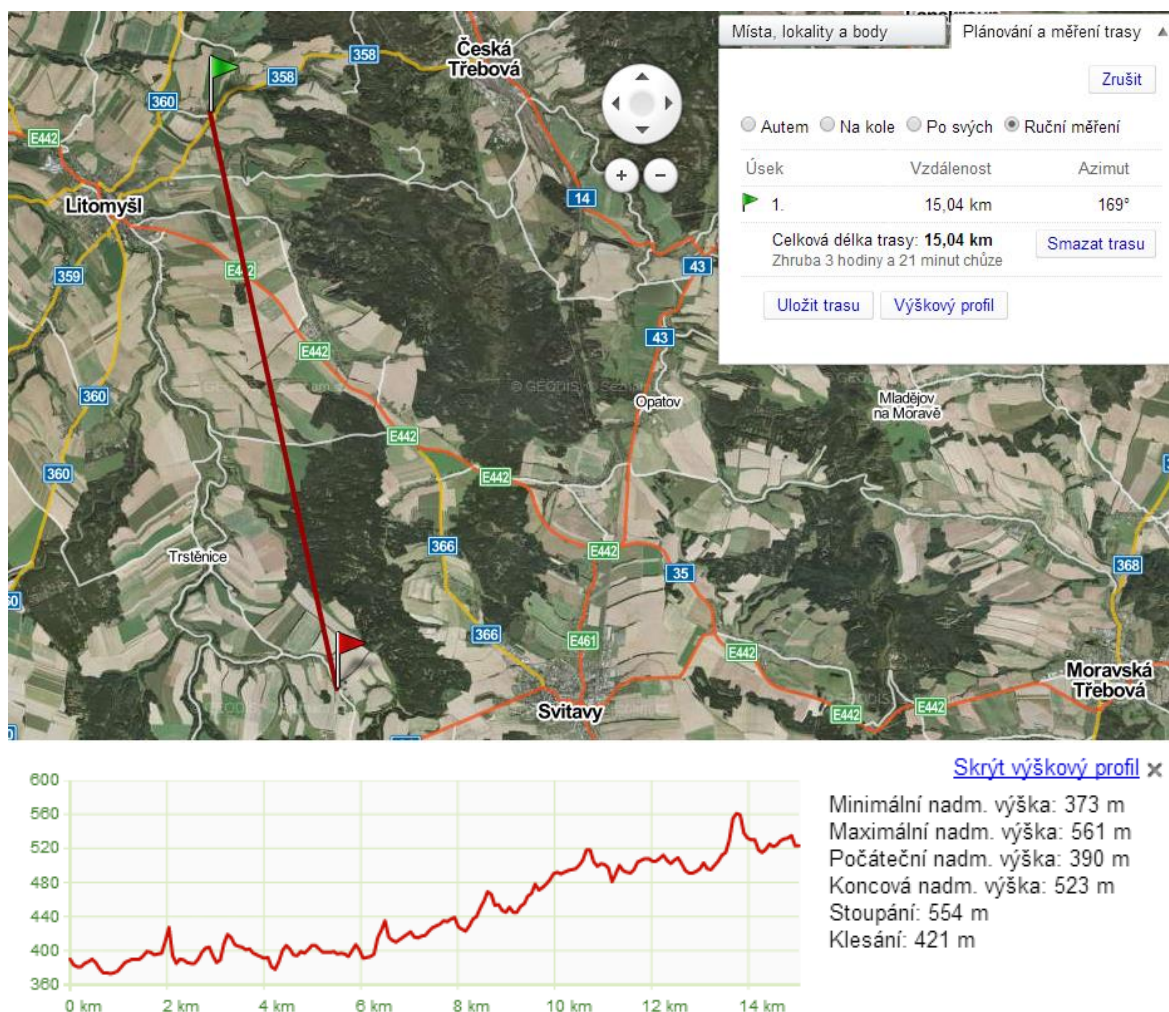 Místa, lokality a body
Plánování a měření trasy
Zrušit
Autem Na kole Po svých Ruční měření
Úsek Vzdálenost Azimut
1. 15,04 km 169°
Celková délka trasy: 15,04 km
Zhruba 3 hodiny a 21 minut chůze
Smazat trasu
Uložit trasu
Výškový profil
358
Česká
Třebová
358
360
E442
Litomyšl
14
359
E442
43
E442
43
360
© GEODIS, ©
Opatov
Mladějov
na Moravě
E442
360
E442
Trstěnice
366
E442
35
368
366
E461
E442
Moravská
Třebová
Svitavy
E442
E442
Skrýt výškový profil
600
560
520
480
440
400
360
0 km 2 km 4 km 6 km 8 km 10 km 12 km 14 km
Minimální nadm. výška: 373 m
Maximální nadm. výška: 561 m
Počáteční nadm. výška: 390 m
Koncová nadm. výška: 523 m
Stoupání: 554 m
Klesání: 421 m